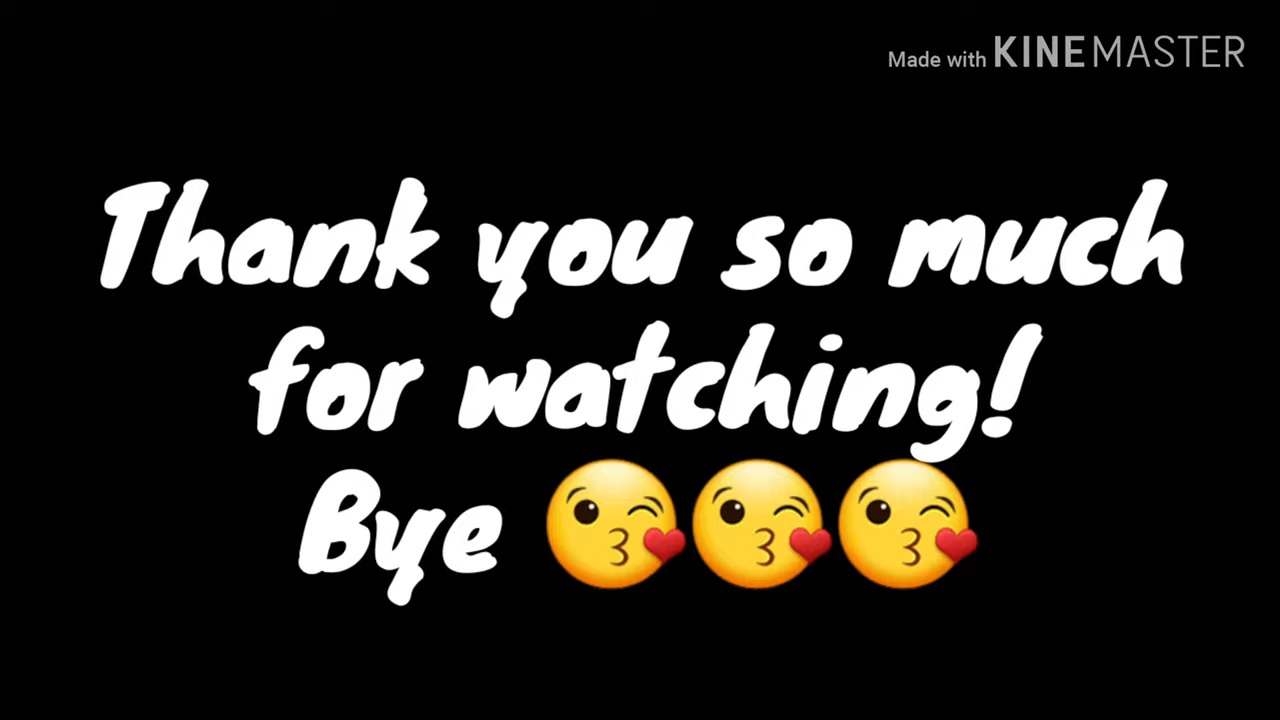 Made with KINEMASTER
Thank you so much
for watching!
Bye 😘😘😘